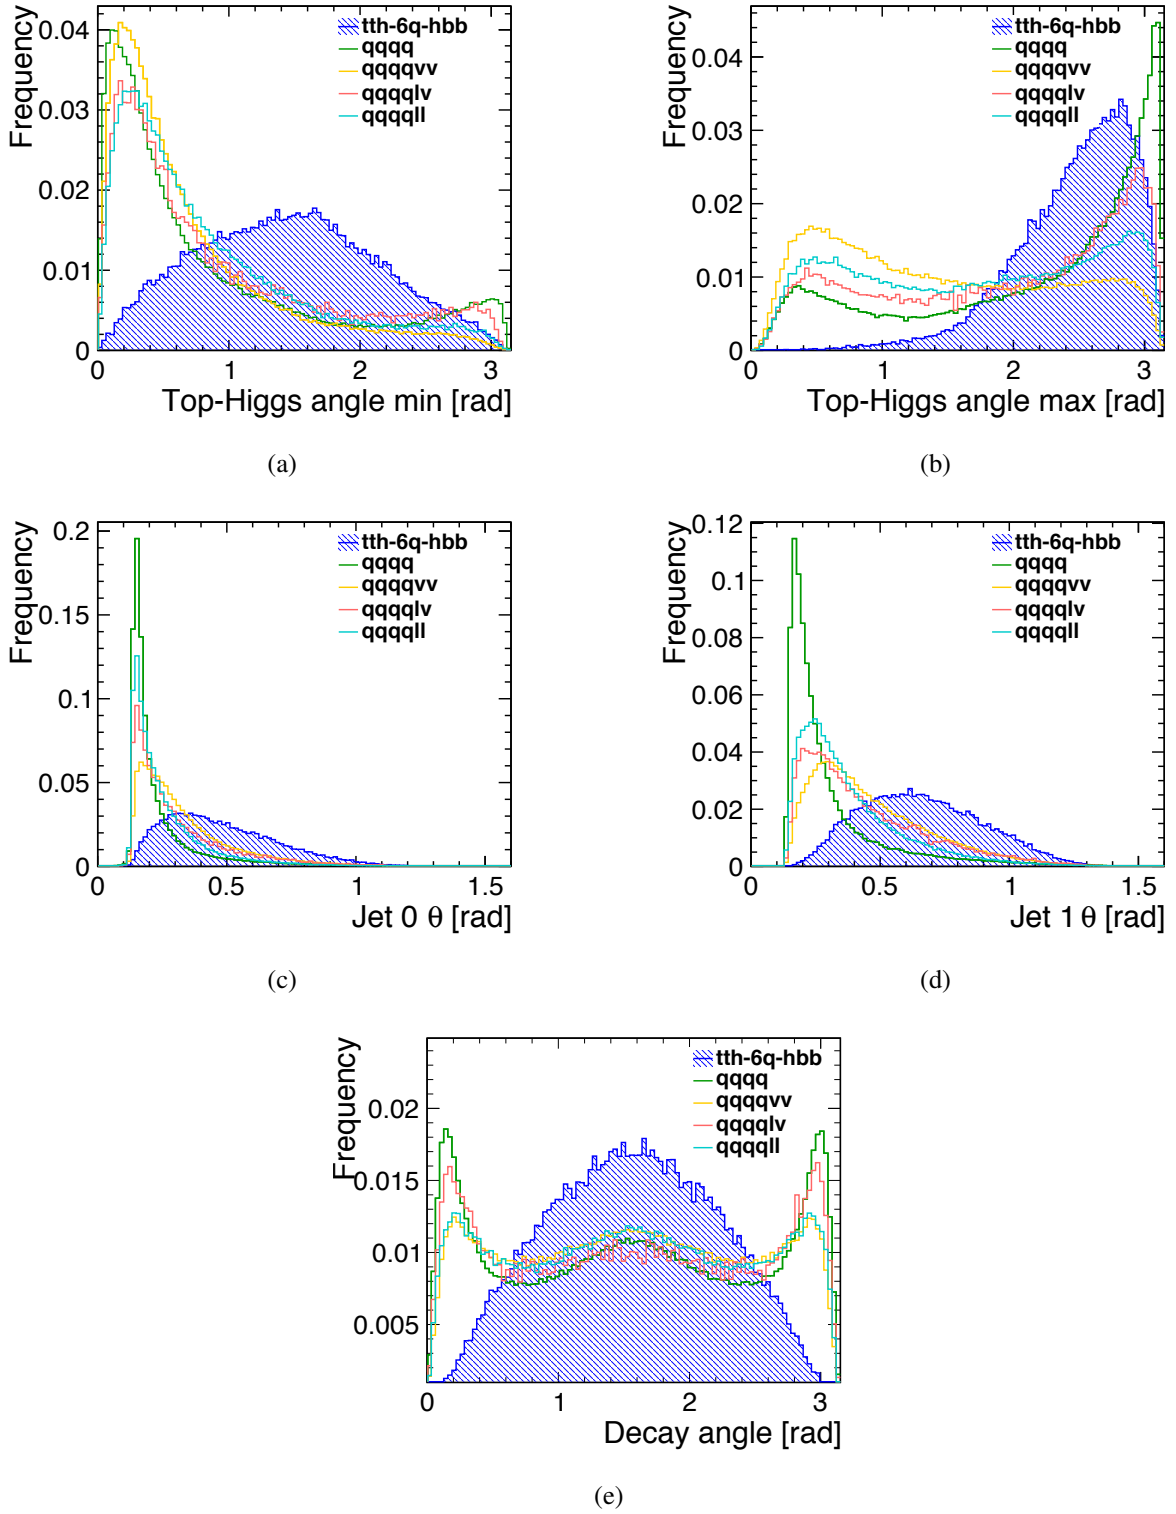 Frequency
0.04
0.03
0.02
0.01
0
0 1 2 3
Top-Higgs angle min [rad]
tth-6q-hbb
qqqq
qqqqvv
qqqqlv
qqqqll
(a)
Frequency
0.04
0.03
0.02
0.01
0
0 1 2 3
Top-Higgs angle max [rad]
tth-6q-hbb
qqqq
qqqqvv
qqqqlv
qqqqll
(b)
Frequency
0.2
0.15
0.1
0.05
0
0 0.5 1 1.5
Jet 0 θ [rad]
tth-6q-hbb
qqqq
qqqqvv
qqqqlv
qqqqll
(c)
Frequency
0.12
0.1
0.08
0.06
0.04
0.02
0
0 0.5 1 1.5
Jet 1 θ [rad]
tth-6q-hbb
qqqq
qqqqvv
qqqqlv
qqqqll
(d)
Frequency
0.02
0.015
0.01
0.005
0 1 2 3
Decay angle [rad]
tth-6q-hbb
qqqq
qqqqvv
qqqqlv
qqqqll
(e)